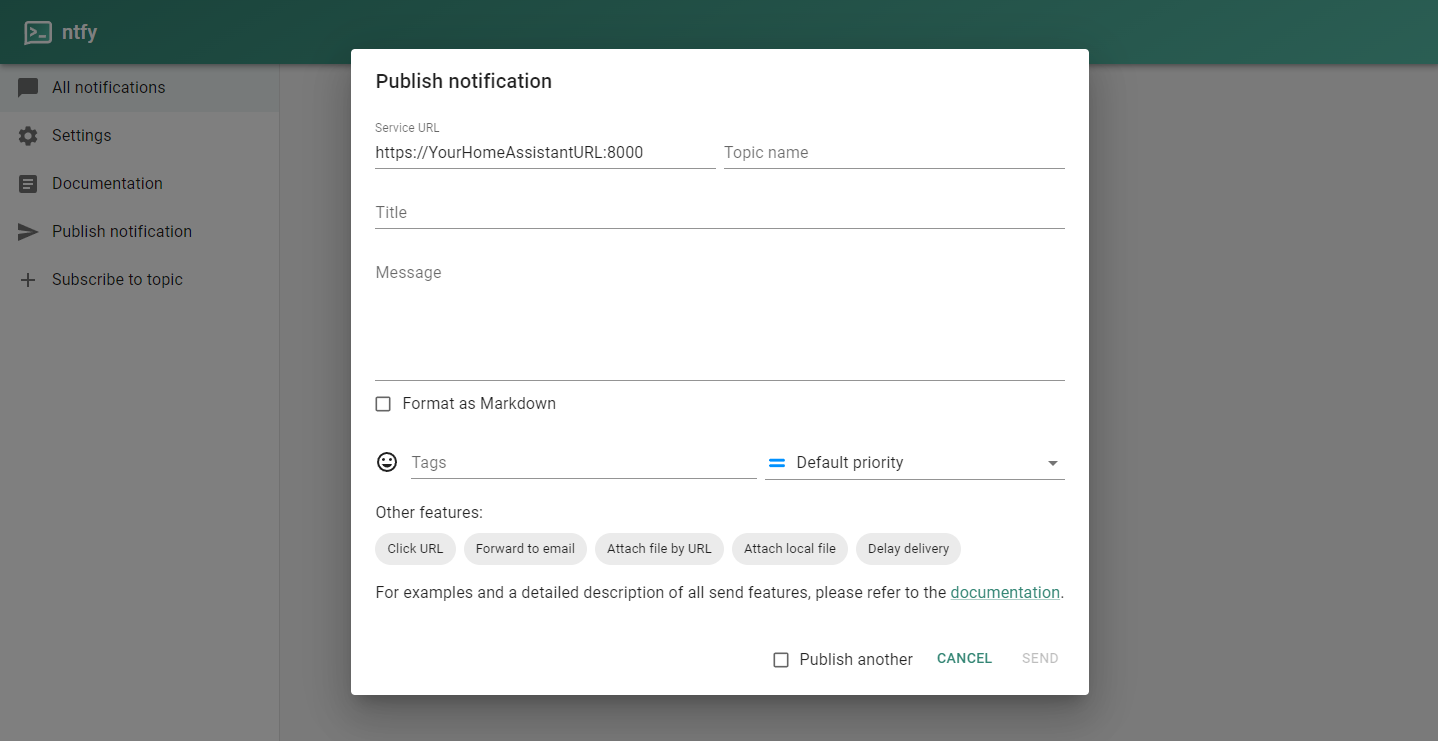 ntfy
All notifications
Settings
Documentation
Publish notification
Subscribe to topic
Publish notification
Service URL
https://YourHomeAssistantURL:8000
Topic name
Title
Message
Format as Markdown
Tags
Default priority
Other features:
Click URL
Forward to email
Attach file by URL
Attach local file
Delay delivery
For examples and a detailed description of all send features, please refer to the documentation.
Publish another
CANCEL
SEND